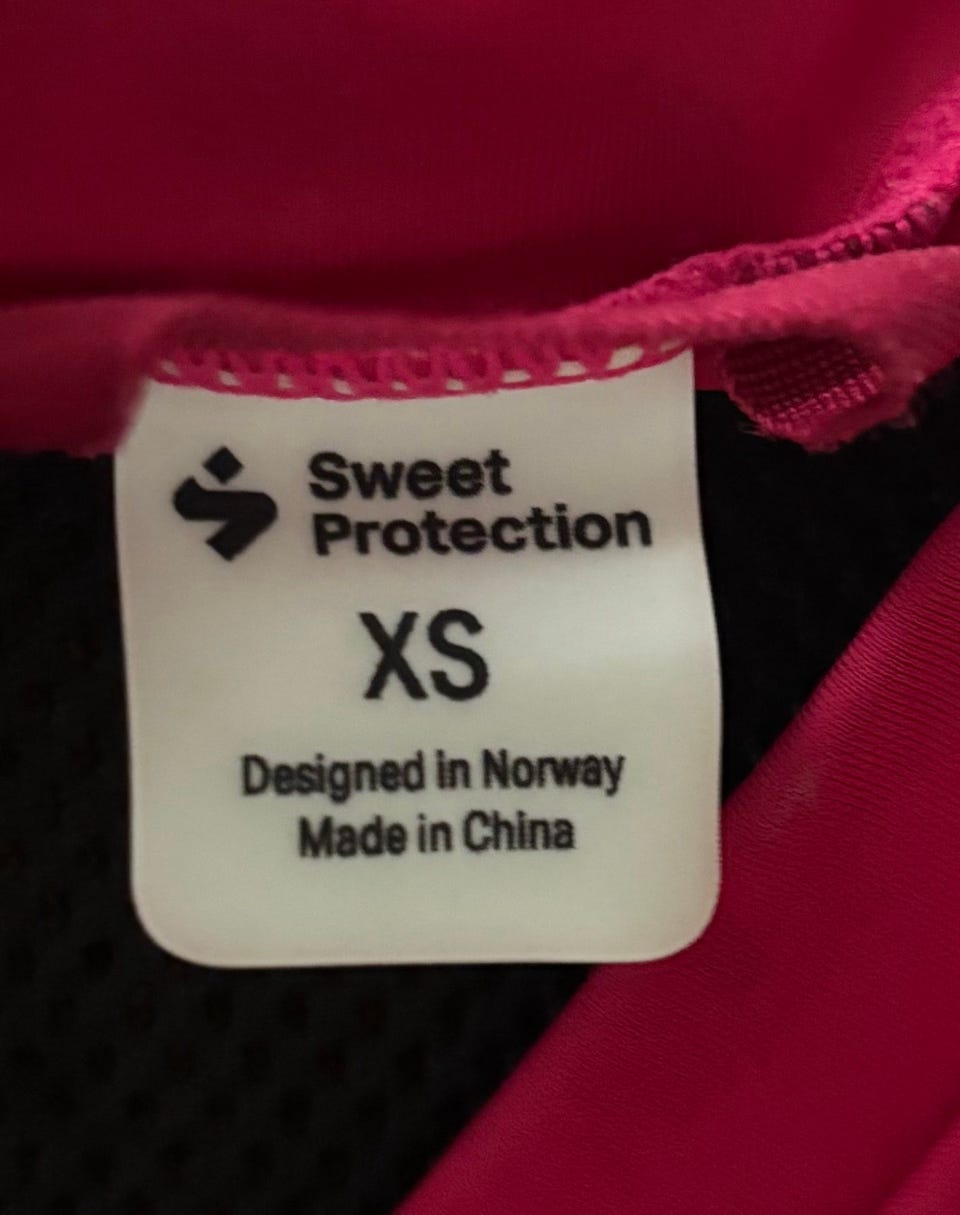 Sweet
Protection
XS
Designed in Norway
Made in China